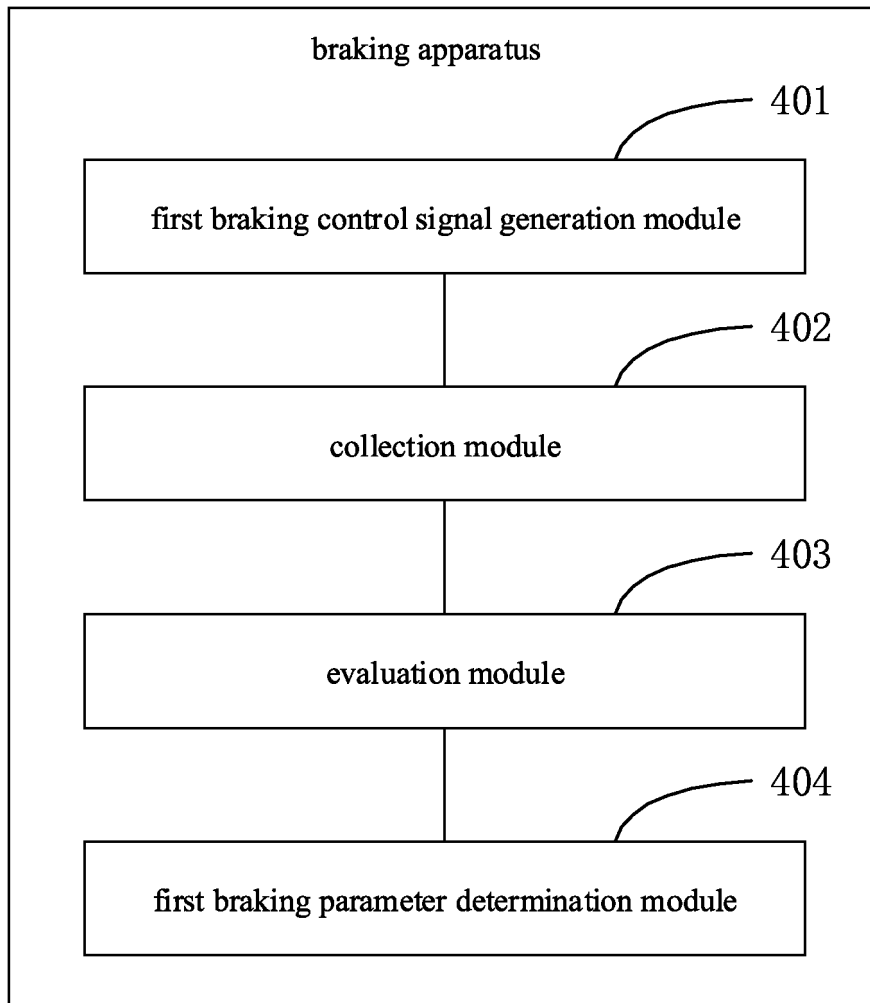 braking apparatus
401
first braking control signal generation module
402
collection module
403
evaluation module
404
first braking parameter determination module